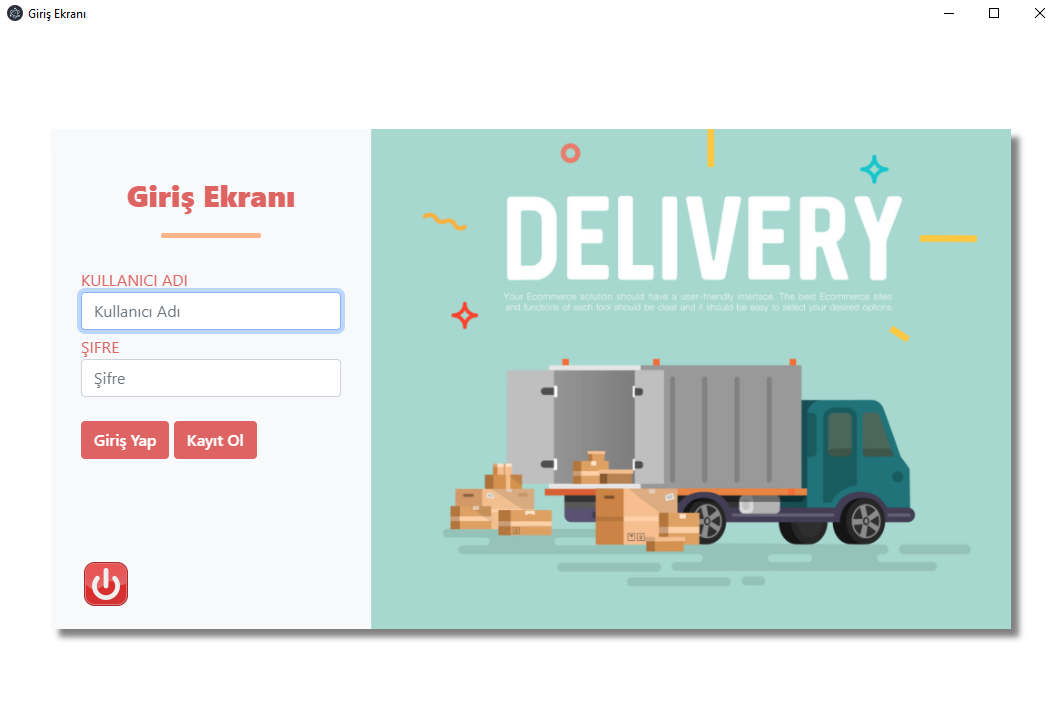 Giriş Ekranı
Giriş Ekranı
KULLANICI ADI
Kullanıcı Adı
ŞIFRE
Şifre
Giriş Yap Kayıt Ol
DELIVERY
Your Ecommerce solution should have a user-friendly interface. The best Ecommerce sites
and functions of each tool should be clear and it should be easy to select your desired options.